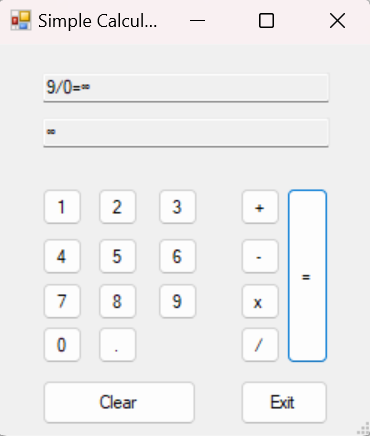 Simple Calcul...
9/0=∞
∞
1 2 3 +
4 5 6 -
7 8 9 x
=
0 . /
Clear Exit